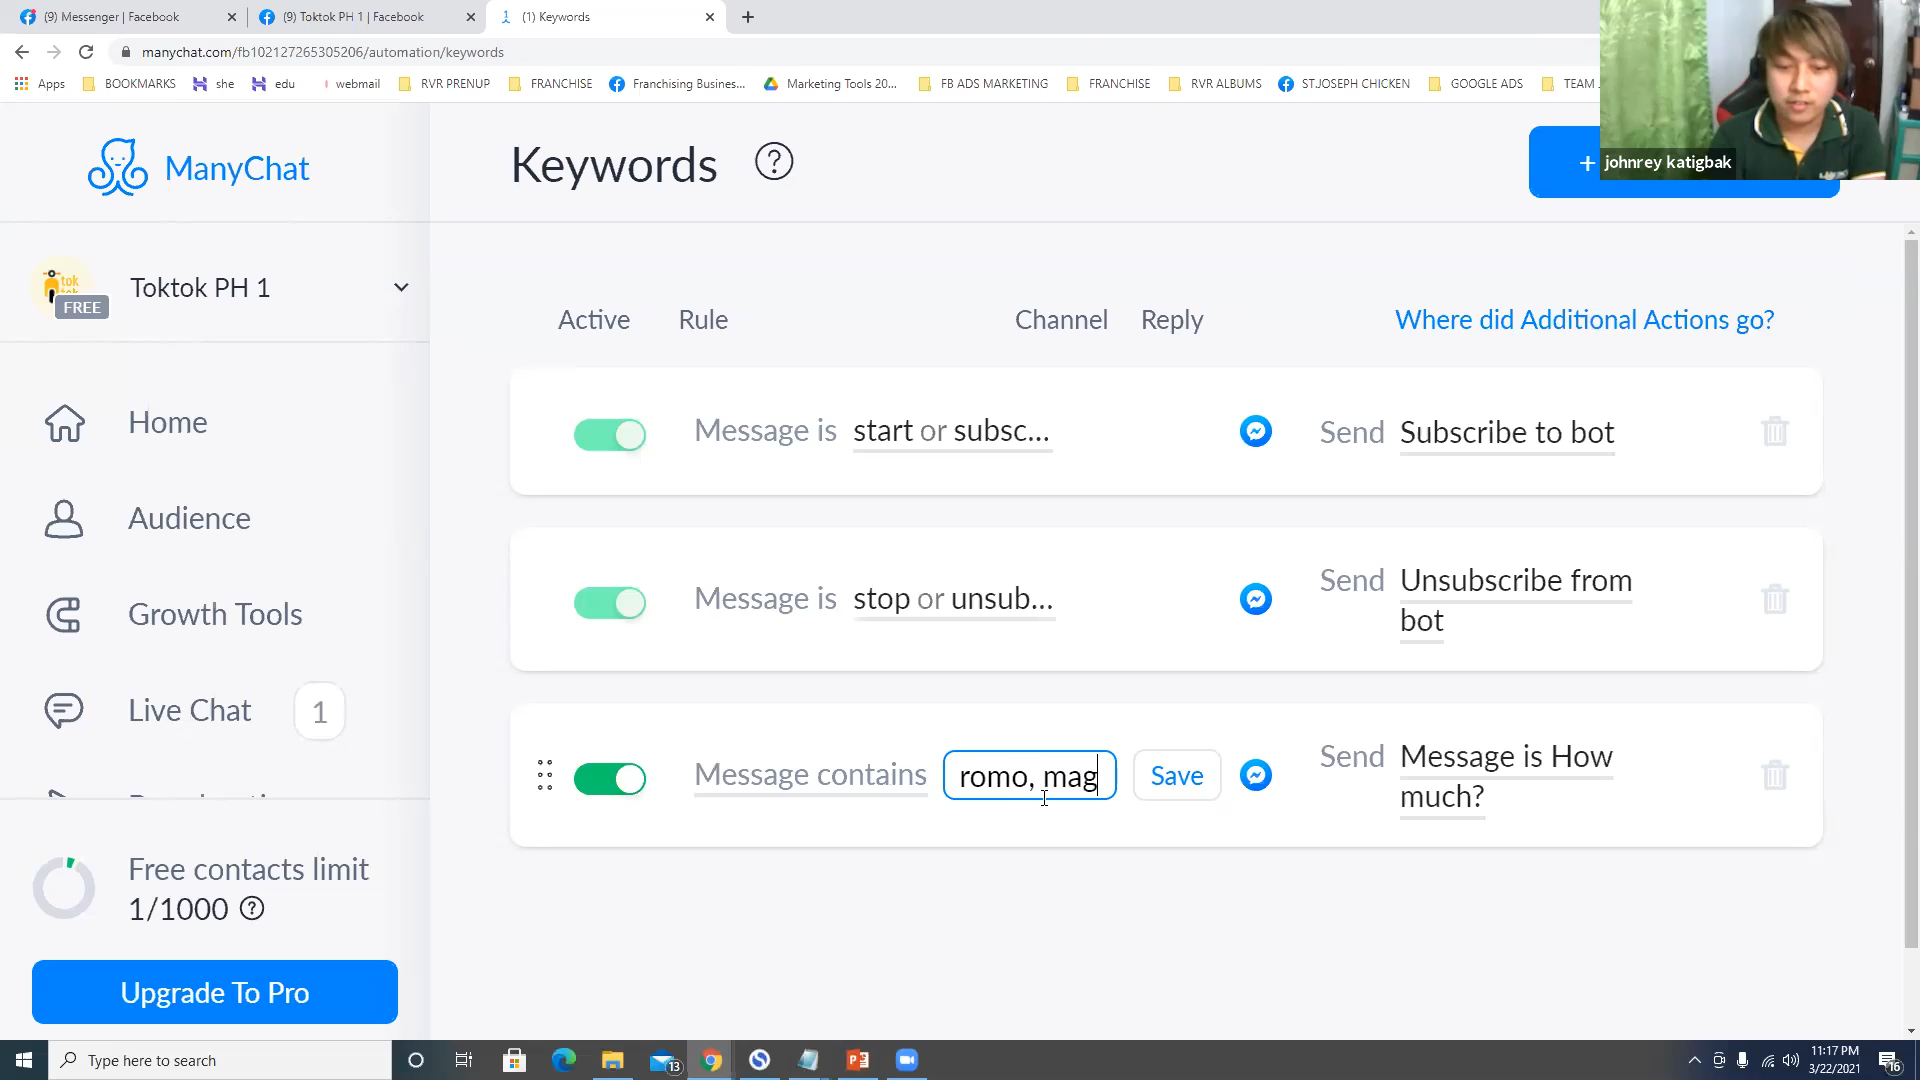 (9) Messenger | Facebook
(9) Toktok PH 1 | Facebook
(1) Keywords
manychat.com/fb102127265305206/automation/keywords
Apps
BOOKMARKS
she
edu
webmail
RVR PRENUP
FRANCHISE
Franchising Busines...
Marketing Tools 20...
FB ADS MARKETING
FRANCHISE
RVR ALBUMS
ST.JOSEPH CHICKEN
GOOGLE ADS
TEAM
johnrey katigbak
ManyChat
Keywords
+
Toktok PH 1
FREE
Active
Rule
Channel
Reply
Where did Additional Actions go?
Home
Audience
Growth Tools
Live Chat
1
Message is start or subsc...
Send Subscribe to bot
Message is stop or unsub...
Send Unsubscribe from
bot
Message contains romo, mag
Save
Send Message is How
much?
Free contacts limit
1/1000
Upgrade To Pro
Type here to search
13
11:17 PM
3/22/2021
16